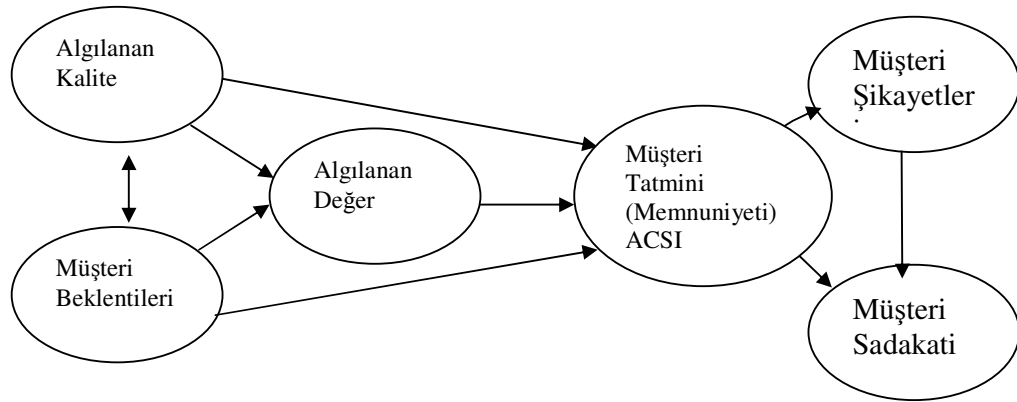 Algılanan
Kalite
Algılanan
Değer
Müşteri
Beklentileri
Müşteri
Tatmini
(Memnuniyeti)
ACSI
Müşteri
Şikayetler
Müşteri
Sadakati